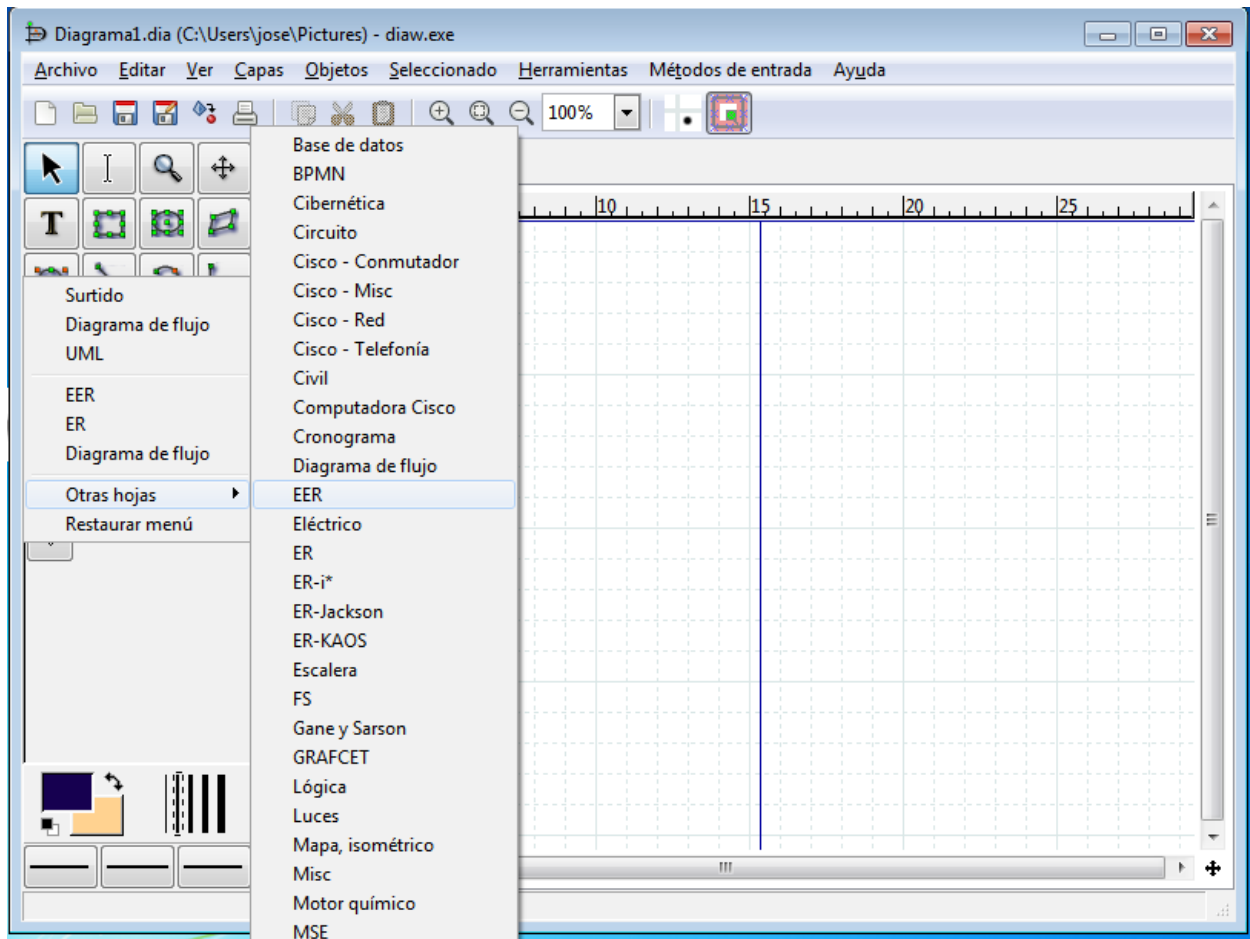 Diagrama1.dia (C:\Users\jose\Pictures) - diaw.exe
Archivo Editar Ver Capas Objetos Seleccionado Herramientas Métodos de entrada Ayuda
100%
T
10 15 20 25
Surtido
Diagrama de flujo
UML
EER
ER
Diagrama de flujo
Otras hojas
Restaurar menú
Base de datos
BPMN
Cibernética
Circuito
Cisco - Conmutador
Cisco - Misc
Cisco - Red
Cisco - Telefonía
Civil
Computadora Cisco
Cronograma
Diagrama de flujo
EER
Eléctrico
ER
ER-i*
ER-Jackson
ER-KAOS
Escalera
FS
Gane y Sarson
GRAFCET
Lógica
Luces
Mapa, isométrico
Misc
Motor químico
MSE